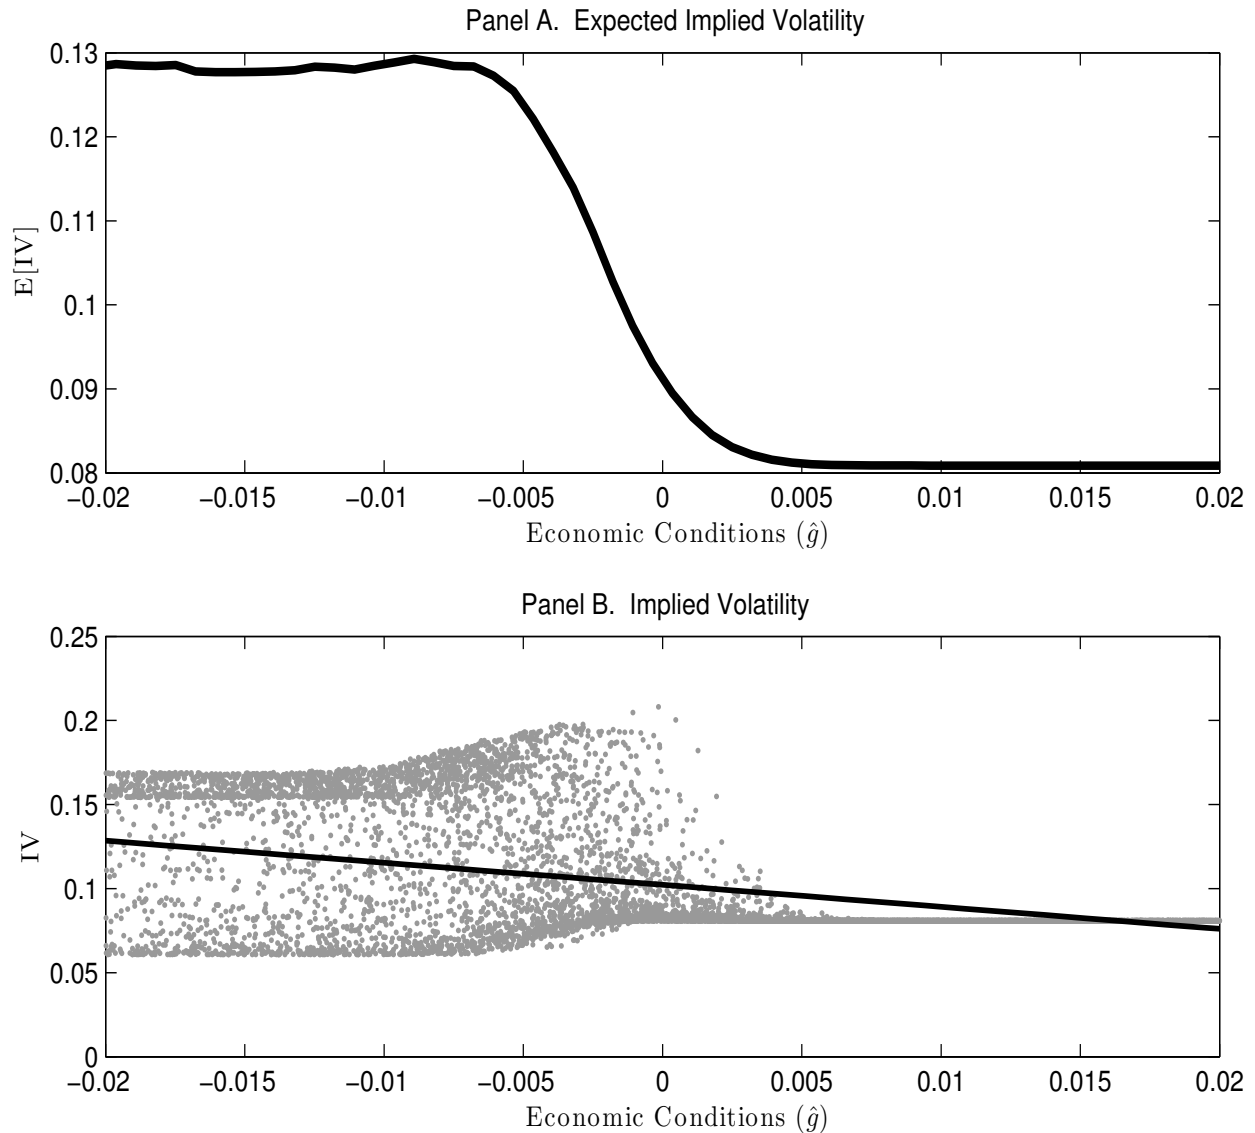 Panel A. Expected Implied Volatility
0.13
0.12
0.11
0.1
0.09
0.08
E[IV]
−0.02 −0.015 −0.01 −0.005 0 0.005 0.01 0.015 0.02
Economic Conditions (ĝ)
Panel B. Implied Volatility
0.25
0.2
0.15
0.1
0.05
0
IV
−0.02 −0.015 −0.01 −0.005 0 0.005 0.01 0.015 0.02
Economic Conditions (ĝ)